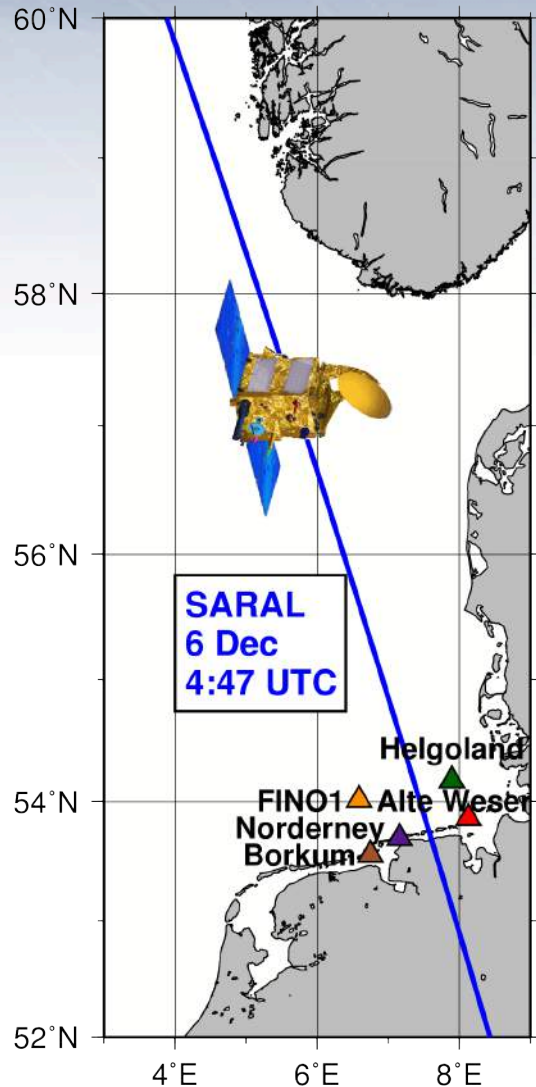 60°N
58°N
56°N
SARAL
6 Dec
4:47 UTC
Helgoland
54°N
FINO1
Alte Weser
Norderney
Borkum
52°N
4°E
6°E
8°E